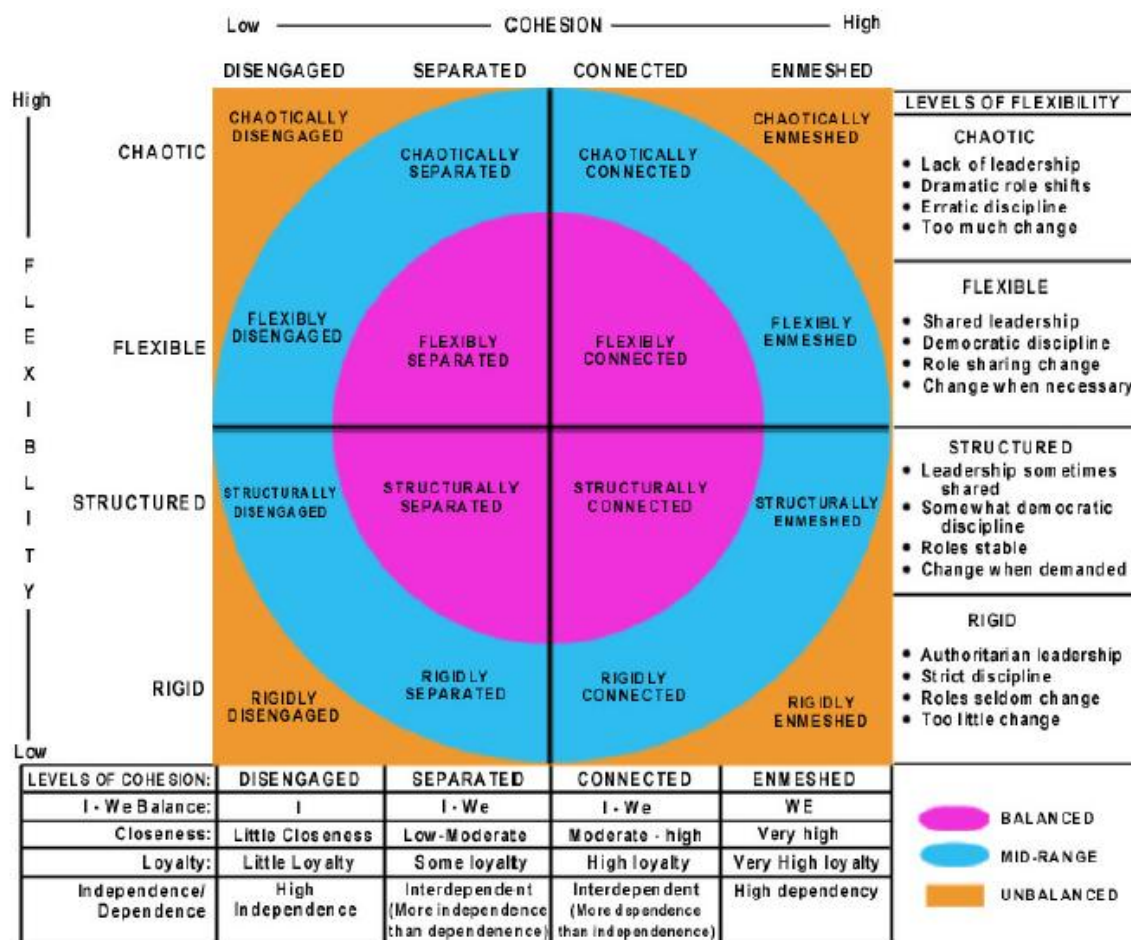 Low COHESION High
DISENGAGED SEPARATED CONNECTED ENMESHED
High
LEVELS OF FLEXIBILITY
CHAOTIC
CHAOTICALLY
DISENGAGED
CHAOTICALLY
SEPARATED
CHAOTICALLY
CONNECTED
CHAOTICALLY
ENMESHED
CHAOTIC
• Lack of leadership
• Dramatic role shifts
• Erratic discipline
• Too much change
F
L
E
X
I
B
L
I
T
Y
FLEXIBLE
FLEXIBLY
DISENGAGED
FLEXIBLY
SEPARATED
FLEXIBLY
CONNECTED
FLEXIBLY
ENMESHED
FLEXIBLE
• Shared leadership
• Democratic discipline
• Role sharing change
• Change when necessary
STRUCTURED
STRUCTURALLY
DISENGAGED
STRUCTURALLY
SEPARATED
STRUCTURALLY
CONNECTED
STRUCTURALLY
ENMESHED
STRUCTURED
• Leadership sometimes
shared
• Somewhat democratic
discipline
• Roles stable
• Change when demanded
RIGID
RIGIDLY
DISENGAGED
RIGIDLY
SEPARATED
RIGIDLY
CONNECTED
RIGIDLY
ENMESHED
RIGID
• Authoritarian leadership
• Strict discipline
• Roles seldom change
• Too little change
Low
LEVELS OF COHESION: DISENGAGED SEPARATED CONNECTED ENMESHED
I - We Balance: I I - We I - We WE
Closeness: Little Closeness Low-Moderate Moderate - high Very high
Loyalty: Little Loyalty Some loyalty High loyalty Very High loyalty
Independence/
Dependence:
High
Independence
Interdependent
(More independence
than dependenence)
Interdependent
(More dependence
than independenence)
High dependency
BALANCED
MID-RANGE
UNBALANCED